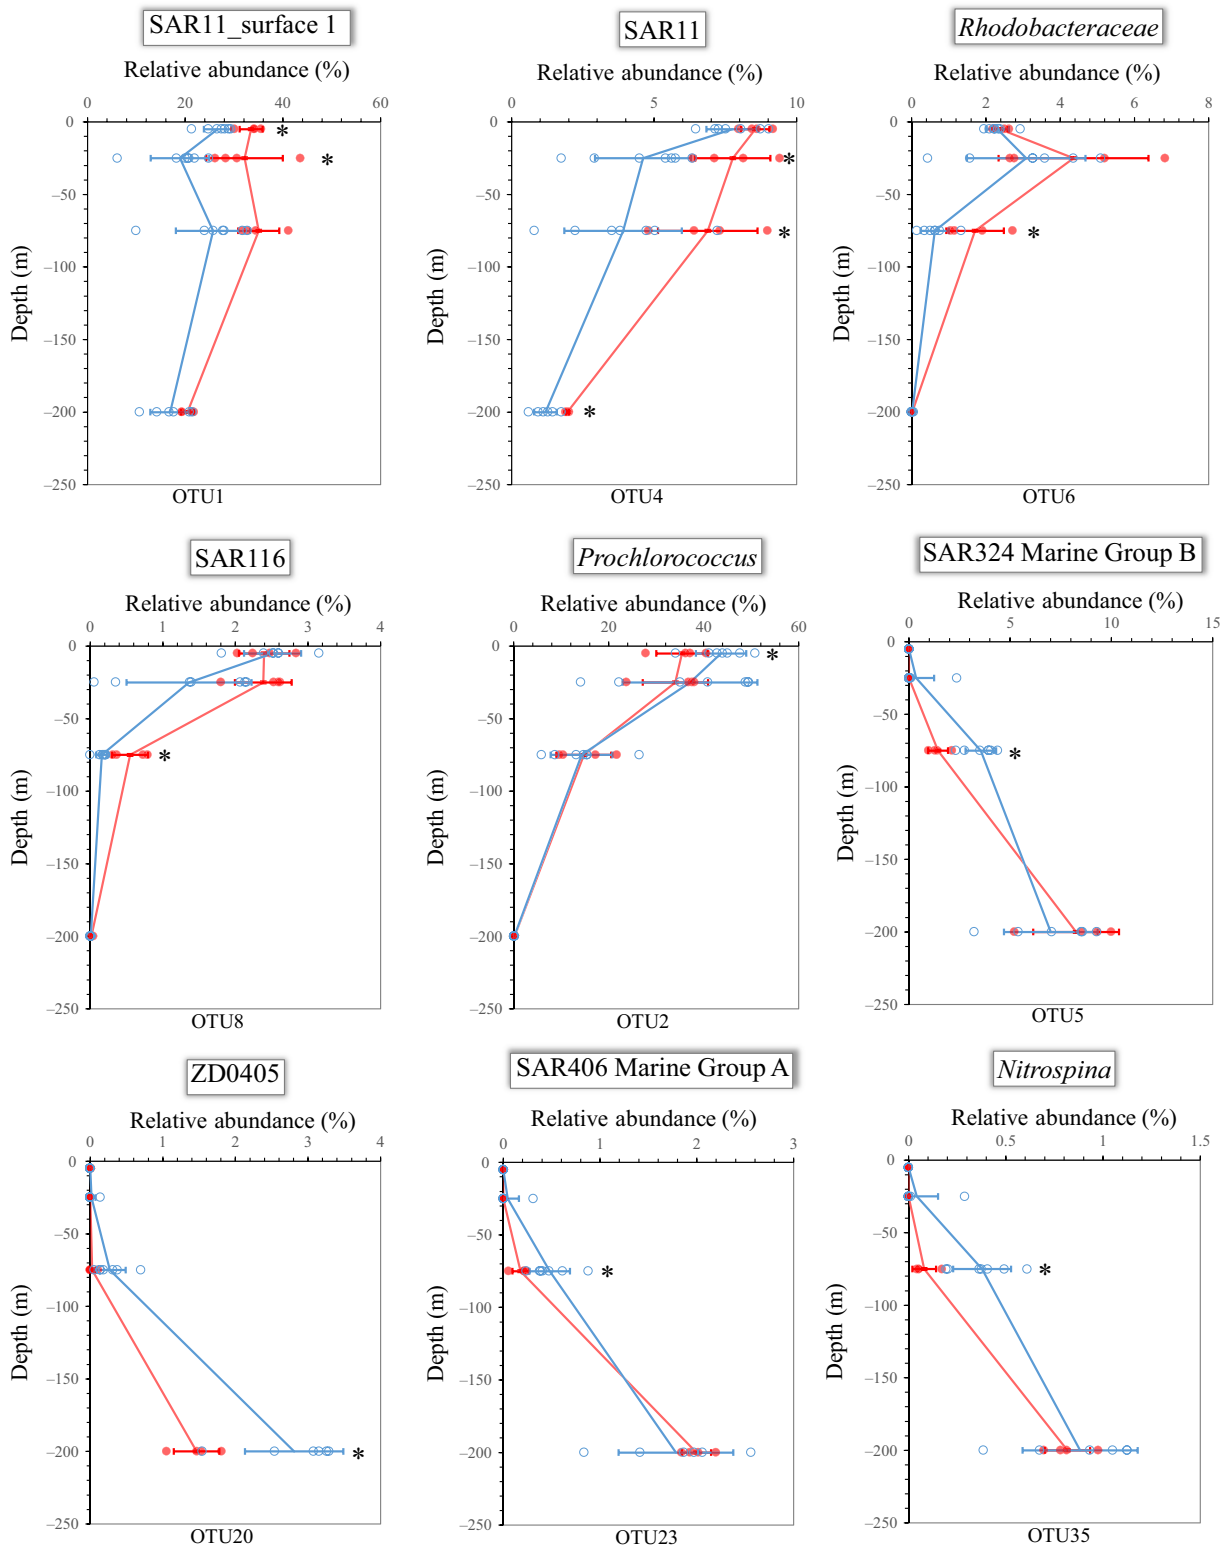 SAR11_surface 1
Relative abundance (%)
0 20 40 60
0
−50
−100
−150
−200
−250
Depth (m)
*
*
OTU1
SAR11
Relative abundance (%)
0 5 10
0
−50
−100
−150
−200
−250
Depth (m)
*
*
*
OTU4
Rhodobacteraceae
Relative abundance (%)
0 2 4 6 8
0
−50
−100
−150
−200
−250
Depth (m)
*
OTU6
SAR116
Relative abundance (%)
0 1 2 3 4
0
−50
−100
−150
−200
−250
Depth (m)
*
OTU8
Prochlorococcus
Relative abundance (%)
0 20 40 60
0
−50
−100
−150
−200
−250
Depth (m)
*
OTU2
SAR324 Marine Group B
Relative abundance (%)
0 5 10 15
0
−50
−100
−150
−200
−250
Depth (m)
*
OTU5
ZD0405
Relative abundance (%)
0 1 2 3 4
0
−50
−100
−150
−200
−250
Depth (m)
*
OTU20
SAR406 Marine Group A
Relative abundance (%)
0 1 2 3
0
−50
−100
−150
−200
−250
Depth (m)
*
OTU23
Nitrospina
Relative abundance (%)
0 0.5 1 1.5
0
−50
−100
−150
−200
−250
Depth (m)
*
OTU35